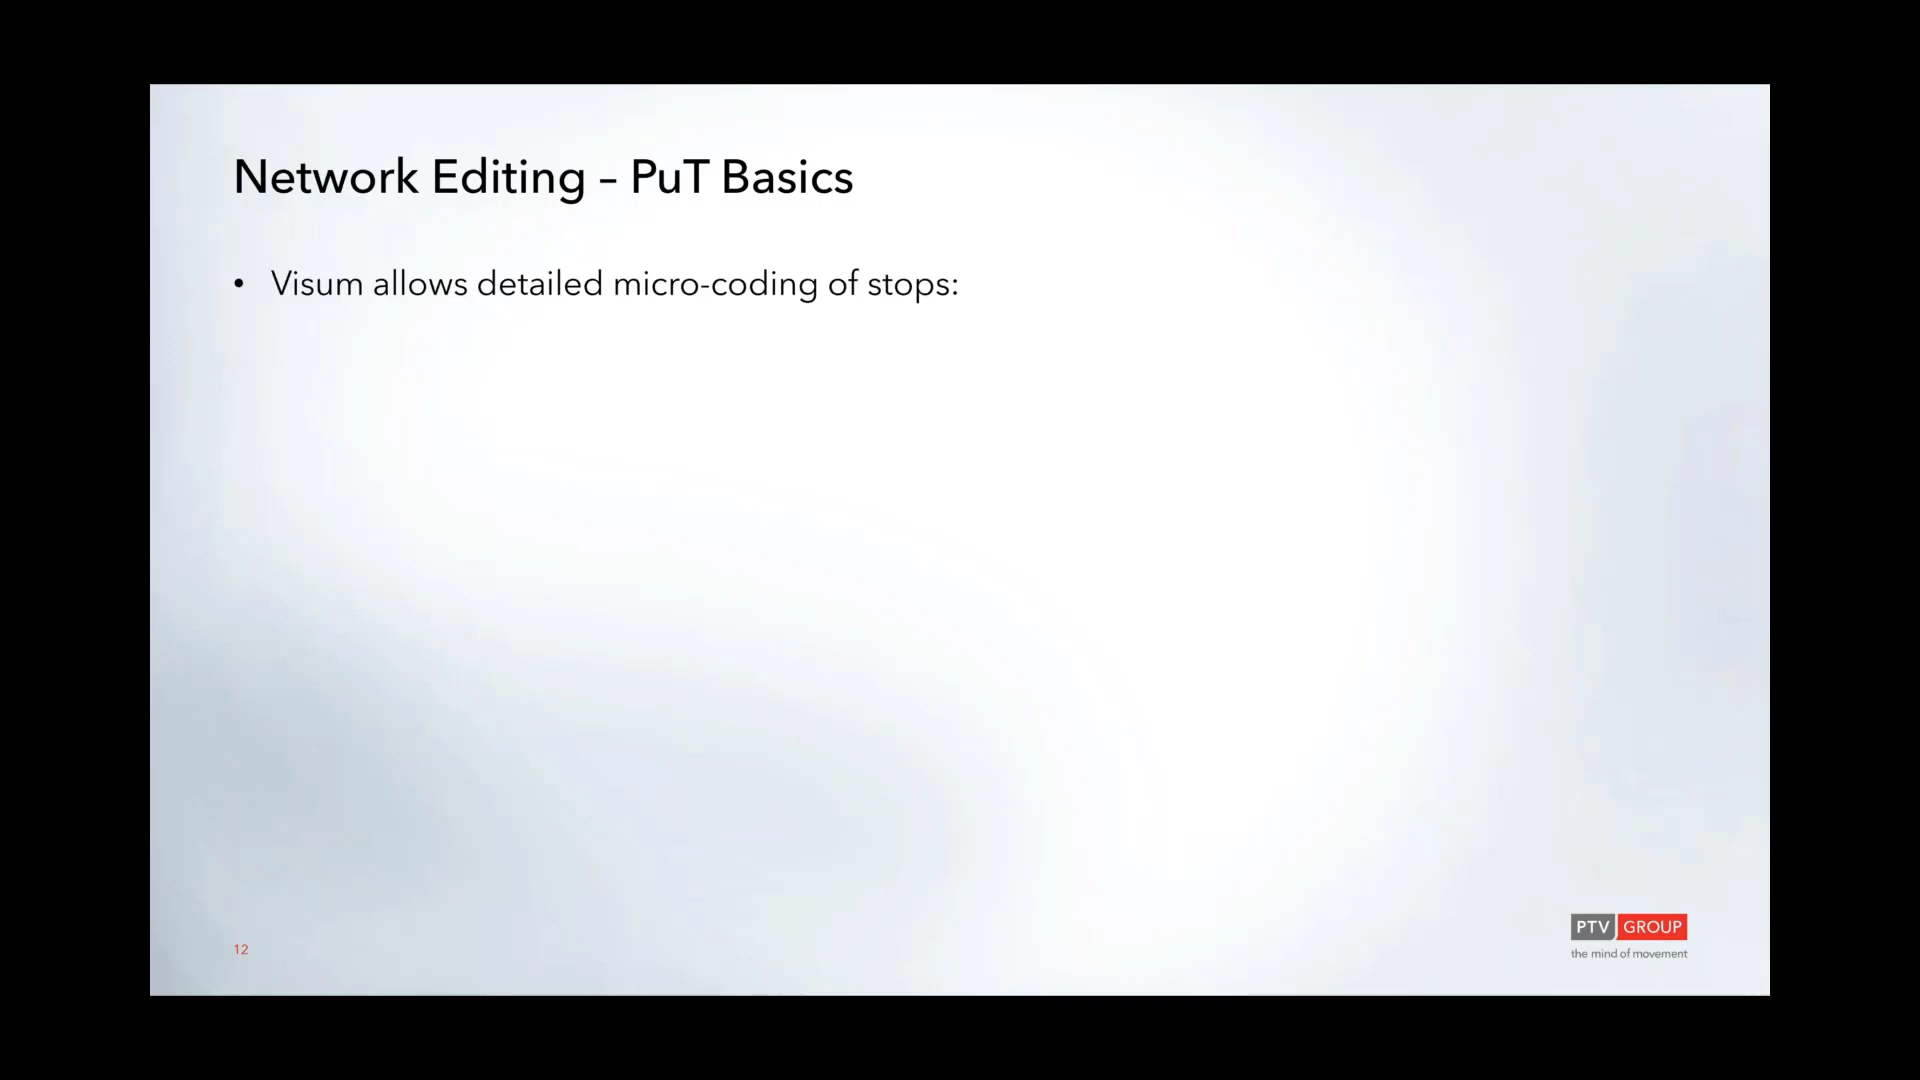 Network Editing – PuT Basics
• Visum allows detailed micro-coding of stops:
12
PTV GROUP
the mind of movement